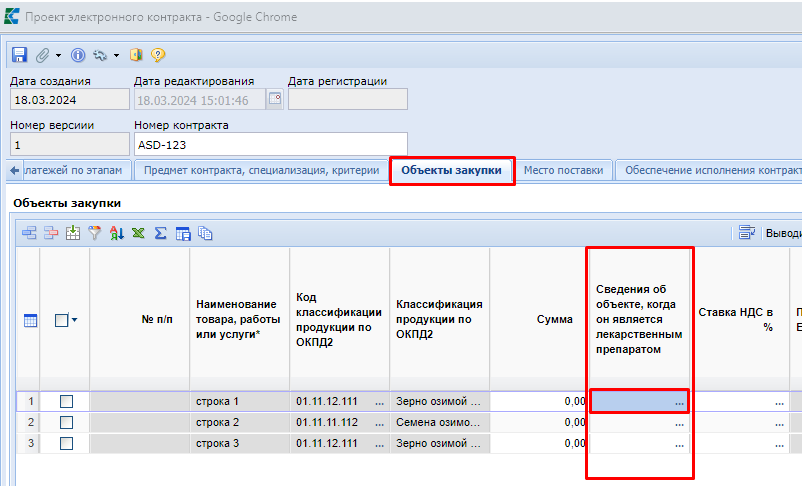 Проект электронного контракта - Google Chrome
Дата создания Дата редактирования Дата регистрации
18.03.2024 18.03.2024 15:01:46
Номер версиии Номер контракта
1 ASD-123
латежей по этапам Предмет контракта, специализация, критерии Объекты закупки Место поставки Обеспечение исполнения контракт
Объекты закупки
Выводи
№ п/п
Наименование товара, работы или услуги*
Код классификации продукции по ОКПД2
Классификация продукции по ОКПД2
Сумма
Сведения об объекте, когда он является лекарственным препаратом
Ставка НДС в %
1 строка 1 01.11.12.111 ... Зерно озимой ... 0,00 ... ...
2 строка 2 01.11.11.112 ... Семена озимо... 0,00 ... ...
3 строка 3 01.11.12.111 ... Зерно озимой ... 0,00 ... ...